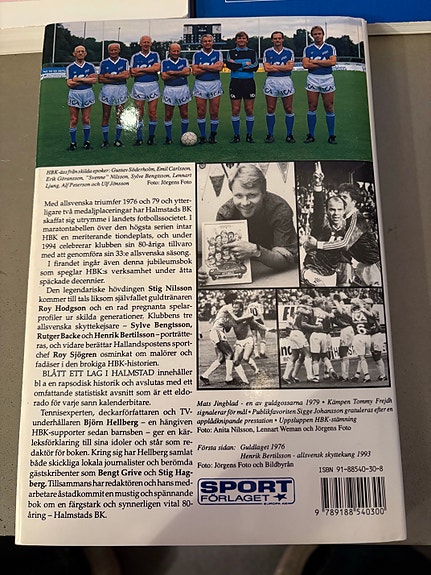 HBK-äss från skilda epoker: Gustav Söderholm, Emil Carlsson,
Erik Göransson, "Svenna" Nilsson, Sylve Bengtsson, Lennart
Ljung, Alf Peterson och Ulf Jönsson
Foto: Jörgens Foto
Med allsvenska triumfer 1976 och 79 och ytter-
ligare två medaljplaceringar har Halmstads BK
skaffat sig utrymme i landets fotbollssocietet. I
maratontabellen över den högsta serien intar
HBK en meriterande tiondeplats, och under
1994 celebrerar klubben sin 80-åriga tillvaro
med att genomföra sin 33:e allsvenska säsong.
I firandet ingår även denna jubileumsbok
som speglar HBK:s verksamhet under åtta
späckade decennier.
Den legendariske hövdingen Stig Nilsson
kommer till tals liksom självfallet guldtränaren
Roy Hodgson och en rad pregnanta spelar-
profiler ur skilda generationer. Klubbens tre
allsvenska skyttekejsare – Sylve Bengtsson,
Rutger Backe och Henrik Bertilsson – porträtte-
ras, och vidare berättar Hallandspostens sport-
chef Roy Sjögren osminkat om malörer och
fadäser i den brokiga HBK-historien.
BLÅTT ETT LAG I HALMSTAD innehåller
bl a en rapsodisk historik och avslutas med ett
omfattande statistiskt avsnitt som är ett eldo-
rado för varje sann kalenderbitare.
Tennisexperten, deckarförfattaren och TV-
underhållaren Björn Hellberg – en hängiven
HBK-supporter sedan barnsben – ger en kär-
leksförklaring till sina idoler och står som re-
daktör för boken. Kring sig har Hellberg samlat
både skickliga lokala journalister och berömda
gästskribenter som Bengt Grive och Stig Hag-
berg. Tillsammans har redaktören och hans med-
arbetare åstadkommit en mustig och spännande
bok om en färgstark och synnerligen vital 80-
åring – Halmstads BK.
Mats Jingblad - en av guldgossarna 1979 • Kämpen Tommy Frejdh
signalerar för mål • Publikfavoriten Sigge Johansson gratuleras efter en
applådknipande prestation • Uppsluppen HBK-stämning
Foto: Anita Nilsson, Lennart Weman och Jörgens Foto
Första sidan: Guldlaget 1976
Henrik Bertilsson - allsvensk skyttekung 1993
Foto: Jörgens Foto och Bildbyrån
SPORT
FÖRLAGET
EUROPA AB
ISBN 91-88540-30-8
9 789188 540300